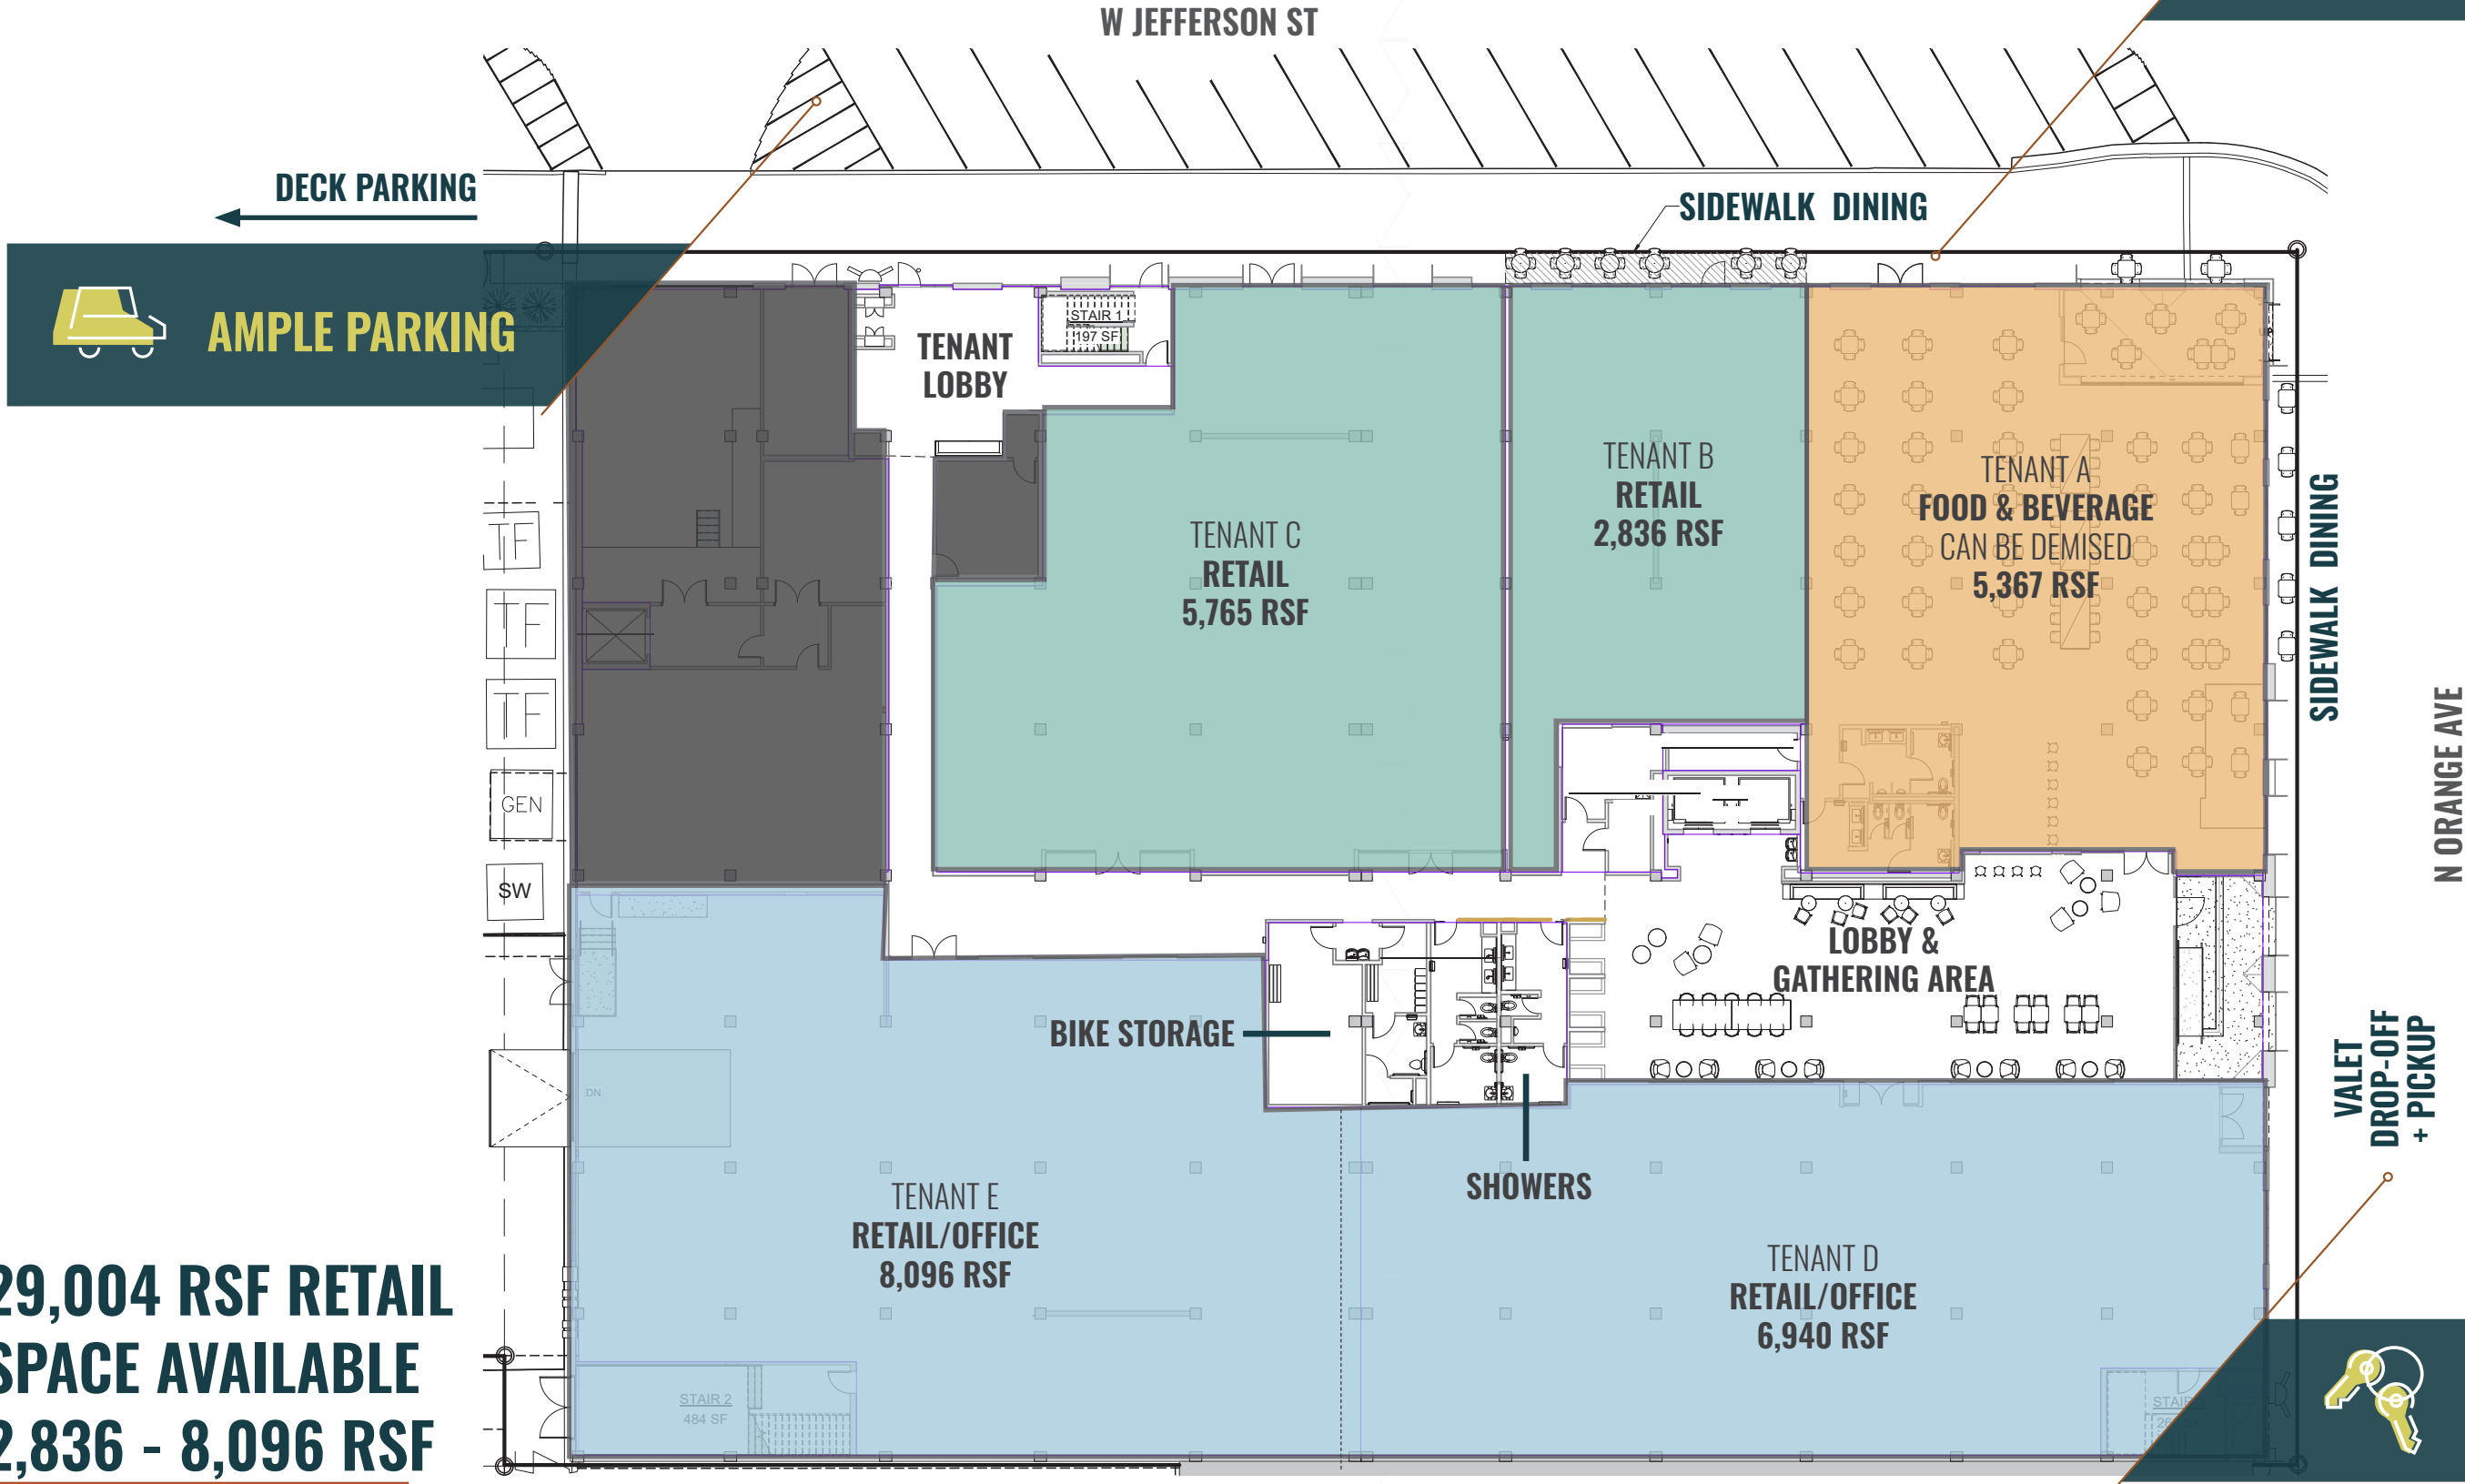 W JEFFERSON ST
DECK PARKING
SIDEWALK DINING
AMPLE PARKING
TENANT
LOBBY
STAIR 1
197 SF
TENANT C
RETAIL
5,765 RSF
TENANT B
RETAIL
2,836 RSF
TENANT A
FOOD & BEVERAGE
CAN BE DEMISED
5,367 RSF
SIDEWALK DINING
N ORANGE AVE
TF
TF
TF
GEN
SW
LOBBY &
GATHERING AREA
BIKE STORAGE
SHOWERS
VALET
DROP-OFF
+ PICKUP
DN
TENANT E
RETAIL/OFFICE
8,096 RSF
TENANT D
RETAIL/OFFICE
6,940 RSF
STAIR 2
484 SF
29,004 RSF RETAIL
SPACE AVAILABLE
2,836 - 8,096 RSF